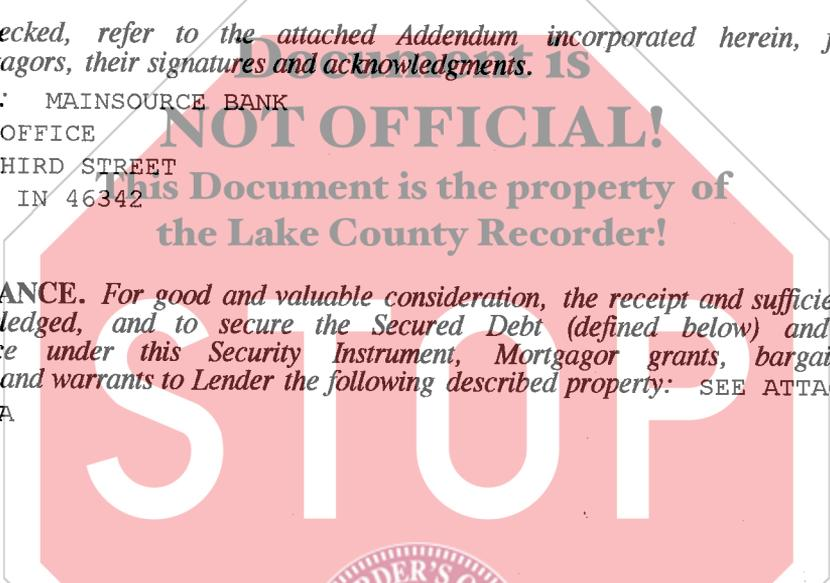 ecked, refer to the attached Addendum incorporated herein,
agors, their signatures and acknowledgments.
Document is
: MAINSOURCE BANK
NOT OFFICIAL!
OFFICE
HIRD STREET
This Document is the property of
IN 46342
the Lake County Recorder!
ANCE. For good and valuable consideration, the receipt and sufficie
ledged, and to secure the Secured Debt (defined below) and
ce under this Security Instrument, Mortgagor grants, bargai
and warrants to Lender the following described property: SEE ATTA
A
STOP
RDER'S